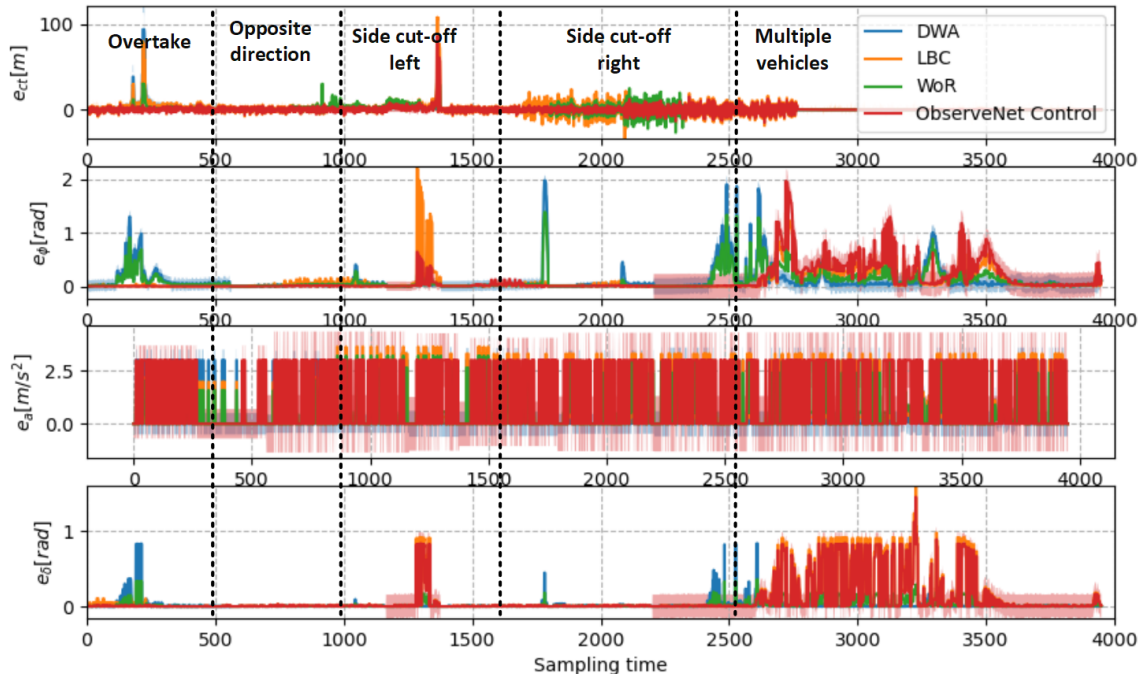 Overtake
Opposite
direction
Side cut-off
left
Side cut-off
right
Multiple
vehicles
DWA
LBC
WoR
ObserveNet Control
e_ct[m]
100
0
0 500 1000 1500 2000 2500 3000 3500 4000
e_ϕ[rad]
2
1
0
0 500 1000 1500 2000 2500 3000 3500 4000
e_a[m/s²]
2.5
0.0
0 500 1000 1500 2000 2500 3000 3500 4000
e_δ[rad]
1
0
0 500 1000 1500 2000 2500 3000 3500 4000
Sampling time